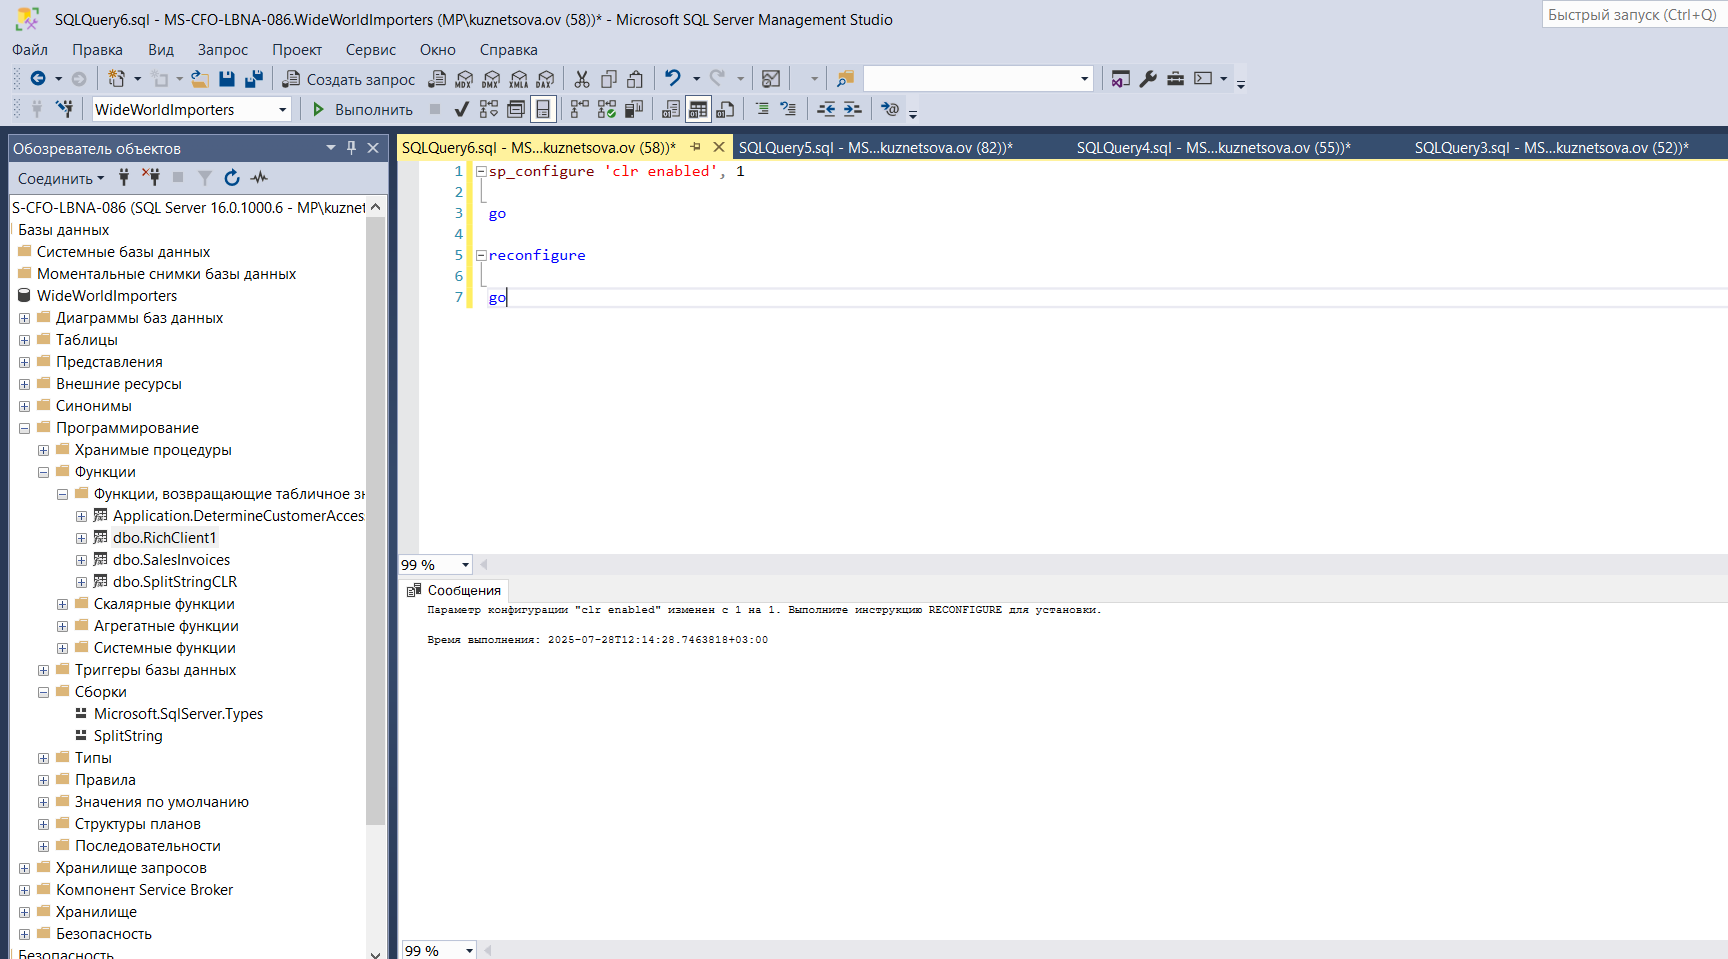 SQLQuery6.sql - MS-CFO-LBNA-086.WideWorldImporters (MP\kuznetsova.ov (58))* - Microsoft SQL Server Management Studio
Быстрый запуск (Ctrl+Q)
Файл Правка Вид Запрос Проект Сервис Окно Справка
Создать запрос MDX DMX XMLA DAX
WideWorldImporters Выполнить
Обозреватель объектов
Соединить
S-CFO-LBNA-086 (SQL Server 16.0.1000.6 - MP\kuznet
Базы данных
Системные базы данных
Моментальные снимки базы данных
WideWorldImporters
Диаграммы баз данных
Таблицы
Представления
Внешние ресурсы
Синонимы
Программирование
Хранимые процедуры
Функции
Функции, возвращающие табличное зн
Application.DetermineCustomerAcces
dbo.RichClient1
dbo.SalesInvoices
dbo.SplitStringCLR
Скалярные функции
Агрегатные функции
Системные функции
Триггеры базы данных
Сборки
Microsoft.SqlServer.Types
SplitString
Типы
Правила
Значения по умолчанию
Структуры планов
Последовательности
Хранилище запросов
Компонент Service Broker
Хранилище
Безопасность
Безопасность
SQLQuery6.sql - MS...kuznetsova.ov (58))* SQLQuery5.sql - MS...kuznetsova.ov (82))* SQLQuery4.sql - MS...kuznetsova.ov (55))* SQLQuery3.sql - MS...kuznetsova.ov (52))*
1 sp_configure 'clr enabled', 1
2
3 go
4
5 reconfigure
6
7 go
99 %
Сообщения
Параметр конфигурации "clr enabled" изменен с 1 на 1. Выполните инструкцию RECONFIGURE для установки.
Время выполнения: 2025-07-28T12:14:28.7463818+03:00
99 %